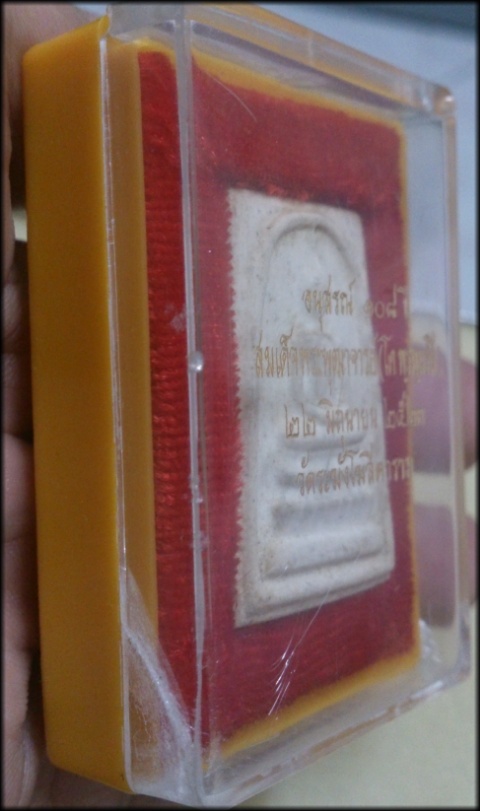 อนุสรณ์ ๑๐๘ ปี
สมเด็จพระพุฒาจารย์(โต พฺรหฺมรํสี)
๒๒ มิถุนายน ๒๕๒๓
วัดระฆังโฆสิตาราม